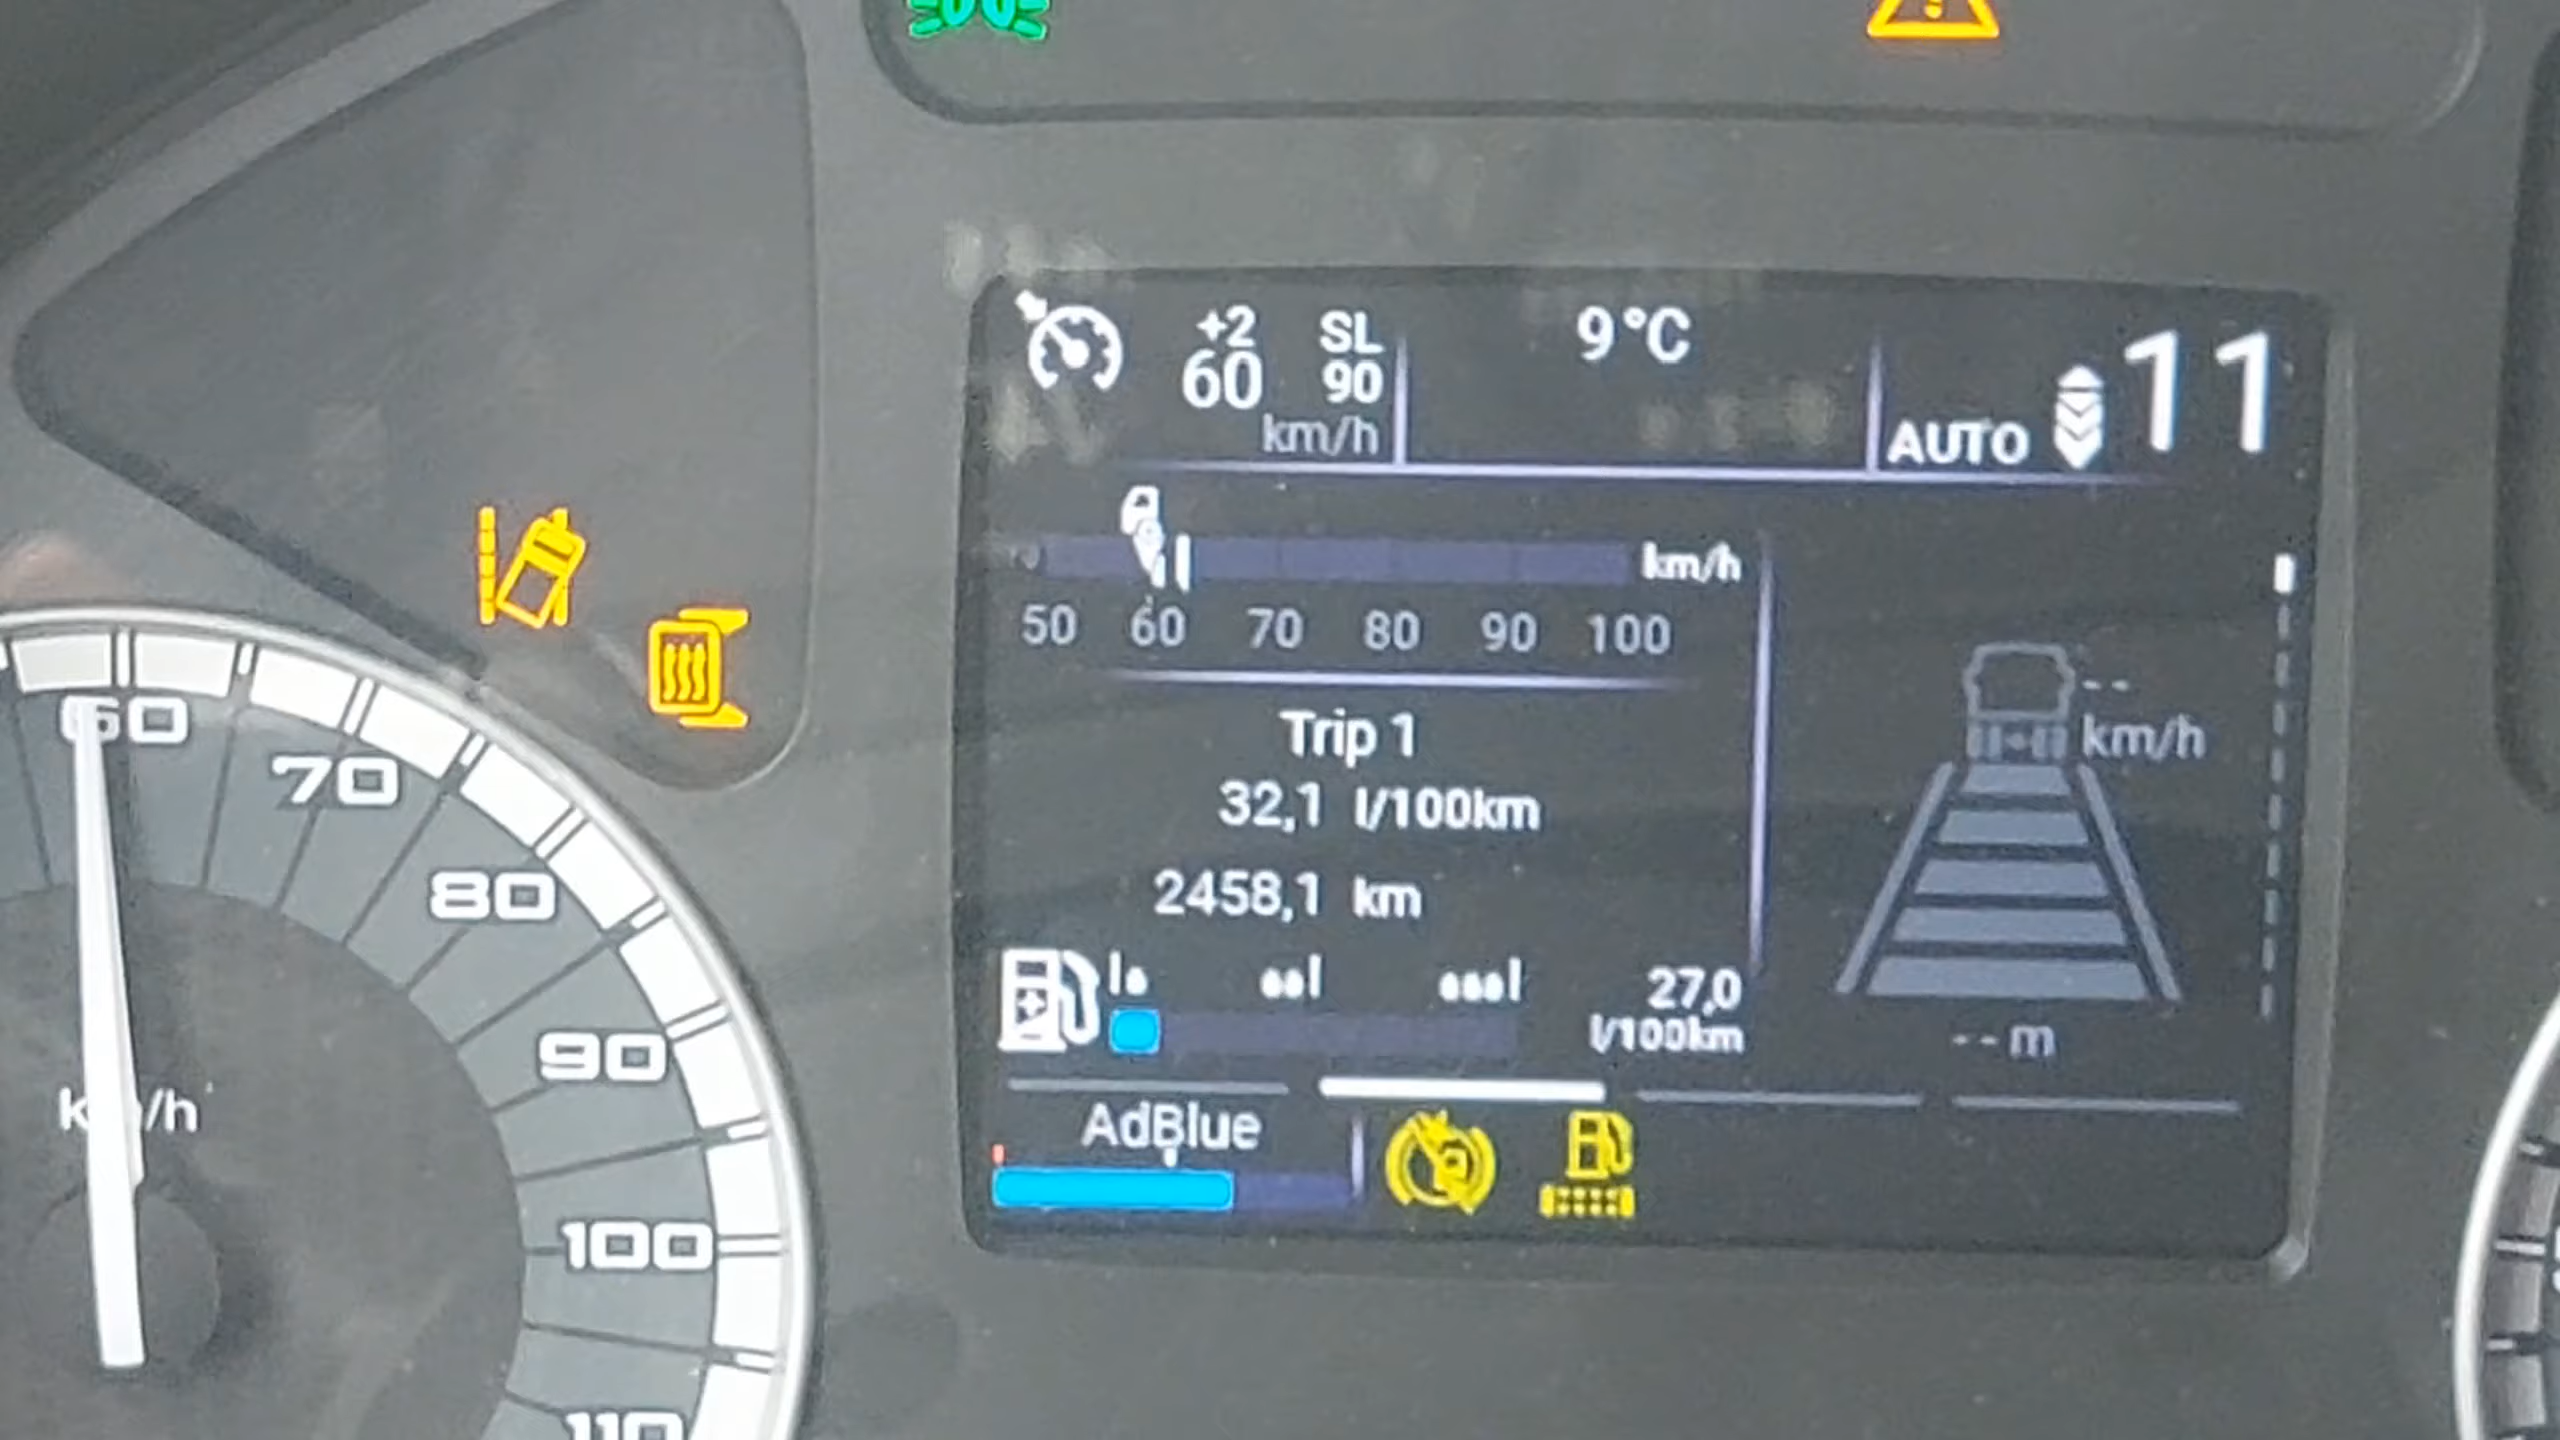 +2 SL
60 90
km/h
9°C
AUTO 11
km/h
50 60 70 80 90 100
Trip 1
32,1 l/100km
2458,1 km
27,0
l/100km
-- km/h
-- m
AdBlue
60
70
80
90
100
110
km/h